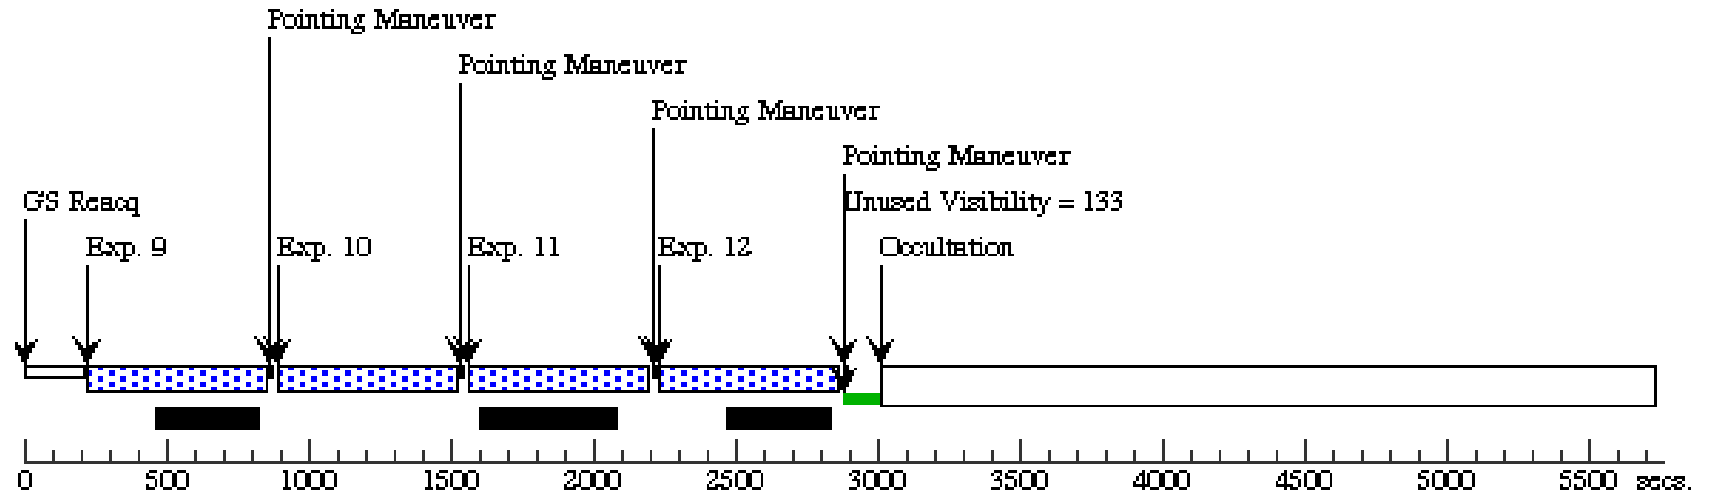 Pointing Maneuver
Pointing Maneuver
Pointing Maneuver
Pointing Maneuver
GS Reacq
Unused Visibility = 133
Exp. 9
Exp. 10
Exp. 11
Exp. 12
Occultation
0 500 1000 1500 2000 2500 3000 3500 4000 4500 5000 5500 secs.